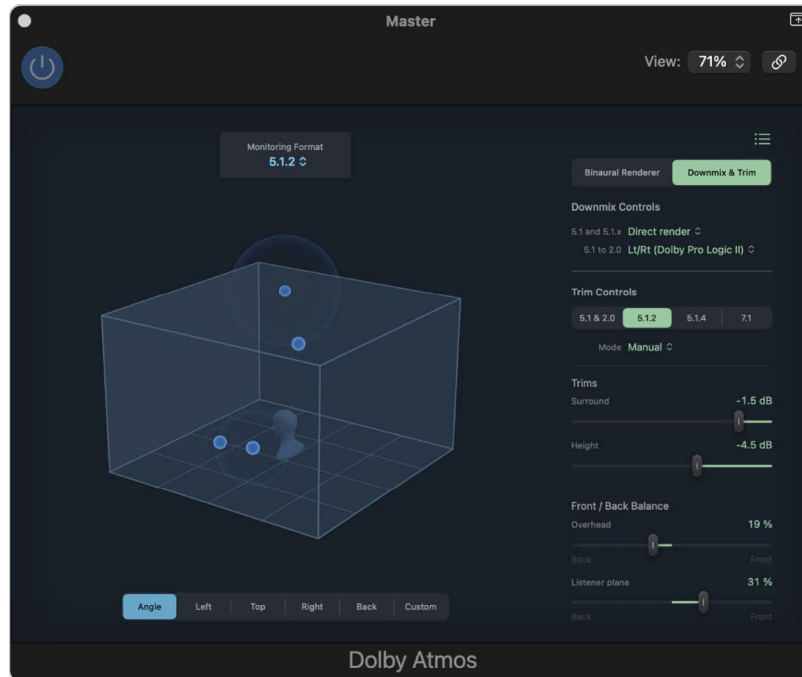 Master
View: 71%
Monitoring Format
5.1.2
Binaural Renderer Downmix & Trim
Downmix Controls
5.1 and 5.1.x Direct render
5.1 to 2.0 Lt/Rt (Dolby Pro Logic II)
Trim Controls
5.1 & 2.0 5.1.2 5.1.4 7.1
Mode Manual
Trims
Surround -1.5 dB
Height -4.5 dB
Front / Back Balance
Overhead 19 %
Back Front
Listener plane 31 %
Back Front
Angle Left Top Right Back Custom
Dolby Atmos